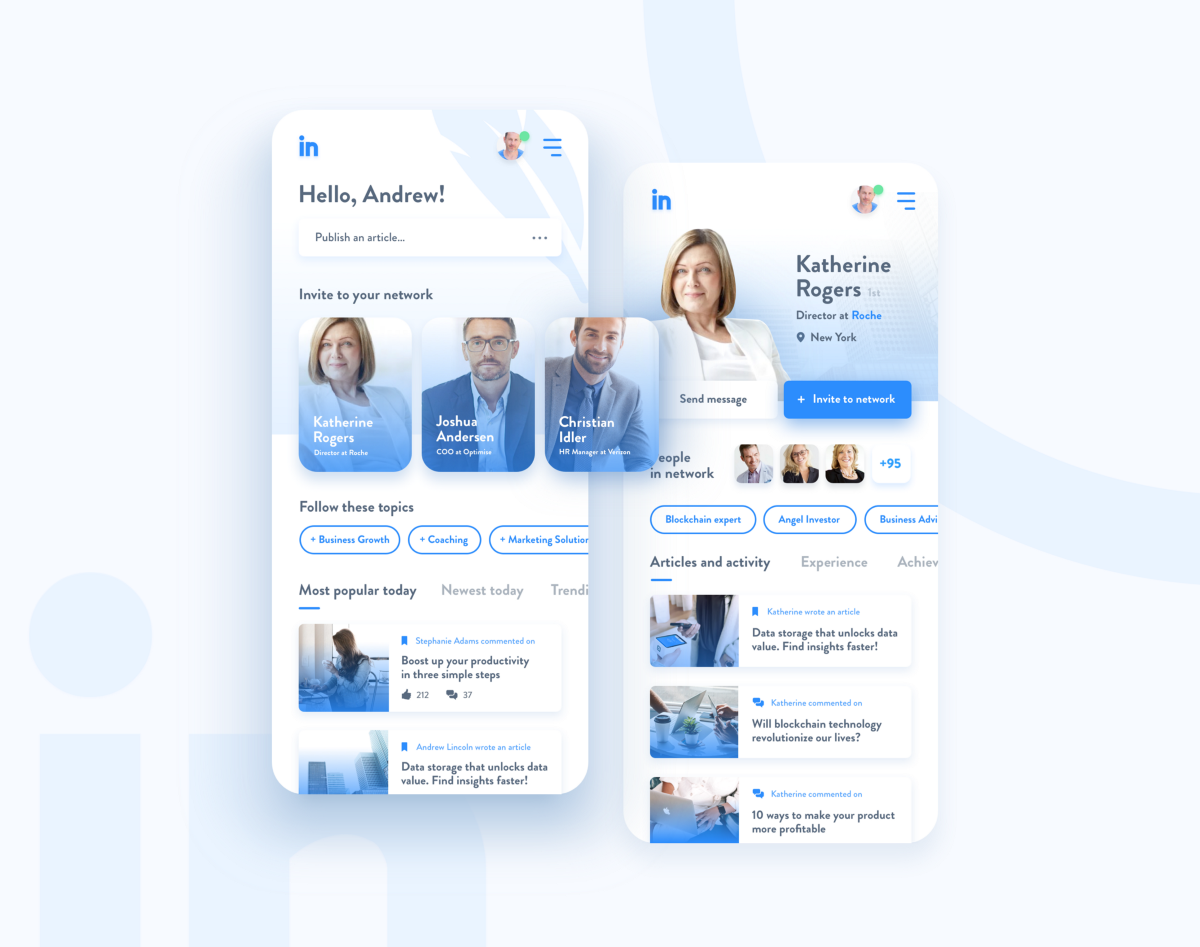 in
Hello, Andrew!
Publish an article...
Invite to your network
Katherine
Rogers
Director at Roche
Joshua
Andersen
COO at Optimise
Christian
Idler
HR Manager at Verizon
Follow these topics
+ Business Growth
+ Coaching
+ Marketing Solution
Most popular today
Newest today
Trendi
Stephanie Adams commented on
Boost up your productivity
in three simple steps
212
37
Andrew Lincoln wrote an article
Data storage that unlocks data
value. Find insights faster!
in
Katherine
Rogers 1st
Director at Roche
New York
Send message
+ Invite to network
eople
in network
+95
Blockchain expert
Angel Investor
Business Advi
Articles and activity
Experience
Achiev
Katherine wrote an article
Data storage that unlocks data
value. Find insights faster!
Katherine commented on
Will blockchain technology
revolutionize our lives?
Katherine commented on
10 ways to make your product
more profitable
in